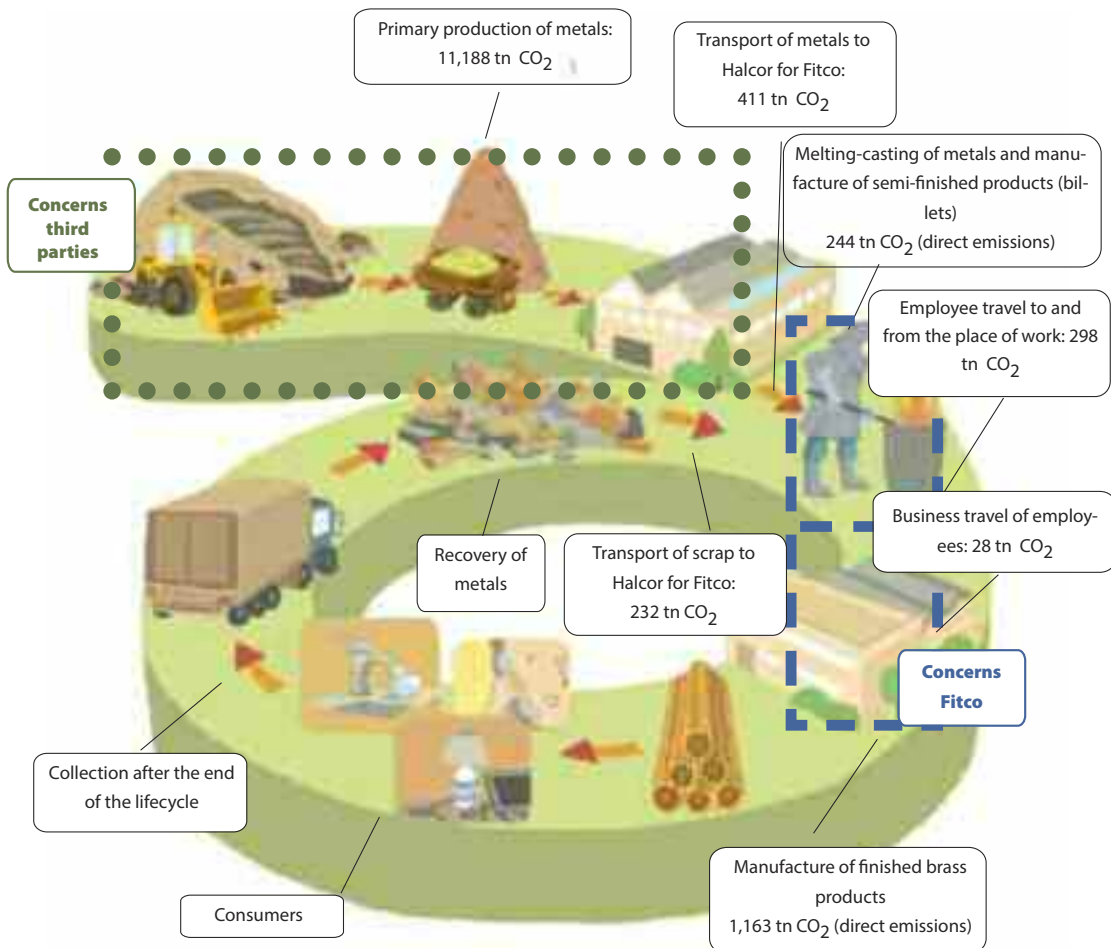 Primary production of metals:
11,188 tn CO2
Transport of metals to
Halcor for Fitco:
411 tn CO2
Melting-casting of metals and manu-
facture of semi-finished products (bil-
lets)
244 tn CO2 (direct emissions)
Concerns
third
parties
Employee travel to and
from the place of work: 298
tn CO2
Business travel of employ-
ees: 28 tn CO2
Recovery of
metals
Transport of scrap to
Halcor for Fitco:
232 tn CO2
Concerns
Fitco
Collection after the end
of the lifecycle
Manufacture of finished brass
products
1,163 tn CO2 (direct emissions)
Consumers